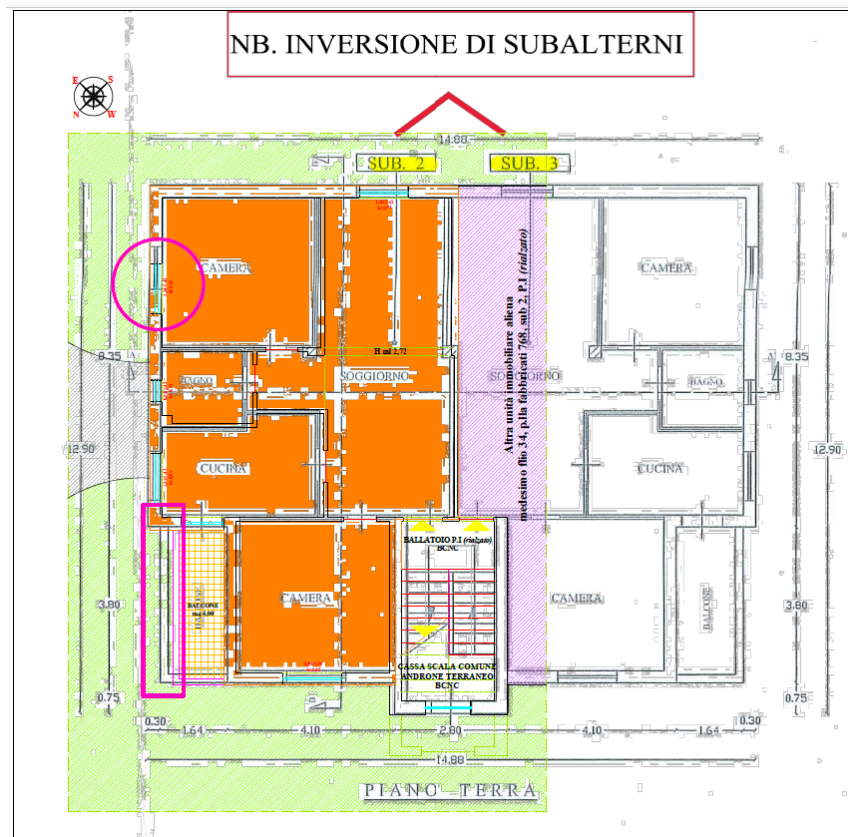 NB. INVERSIONE DI SUBALTERNI
E S
N W
14.88
SUB. 2 SUB. 3
CAMERA CAMERA
8.35 H ml 2,72 8.35
BAGNO SOGGIORNO SOGGIORNO BAGNO
Altra unità immobiliare aliena
medesimo flio 34, p.lla fabbricati 768, sub 2, P.I (rialzato)
A
12.90 CUCINA CUCINA 12.90
BALLATOIO P.I (rialzato)
BCNC
3.80 BALCONE CAMERA CAMERA BALCONE 3.80
CASSA SCALA COMUNE
ANDRONE TERRANEO
BCNC
0.75 0.75
0.30 0.30
1.64 4.10 2.80 4.10 1.64
14.88
PIANO TERRA